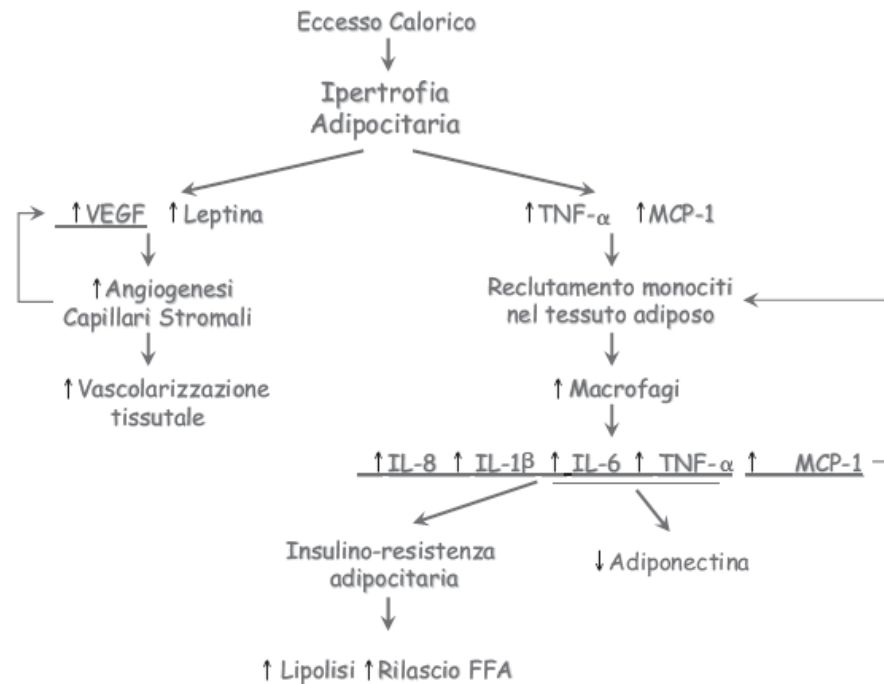 Eccesso Calorico
Ipertrofia
Adipocitaria
↑VEGF ↑Leptina
↑TNF-α ↑MCP-1
↑Angiogenesi
Capillari Stromali
Reclutamento monociti
nel tessuto adiposo
↑Vascolarizzazione
tissutale
↑Macrofagi
↑IL-8 ↑ IL-1β ↑ IL-6 ↑ TNF-α ↑ MCP-1
Insulino-resistenza
adipocitaria
↓Adiponectina
↑ Lipolisi ↑Rilascio FFA